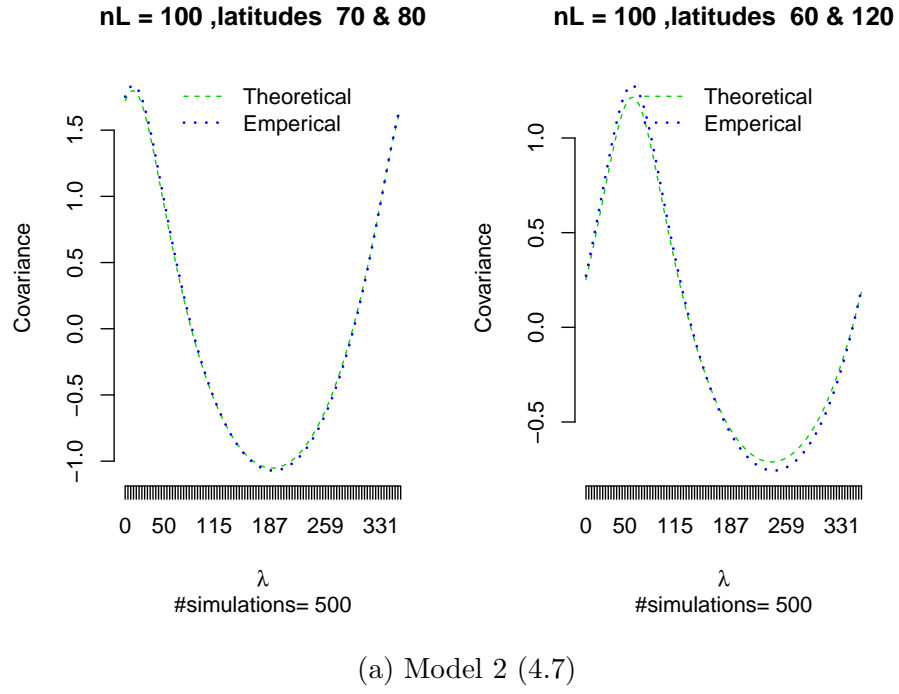 nL = 100 ,latitudes  70 & 80
Theoretical
Emperical
Covariance
1.5
1.0
0.5
0.0
−0.5
−1.0
0 50 115 187 259 331
λ
#simulations= 500
nL = 100 ,latitudes  60 & 120
Theoretical
Emperical
Covariance
1.0
0.5
0.0
−0.5
0 50 115 187 259 331
λ
#simulations= 500
(a) Model 2 (4.7)